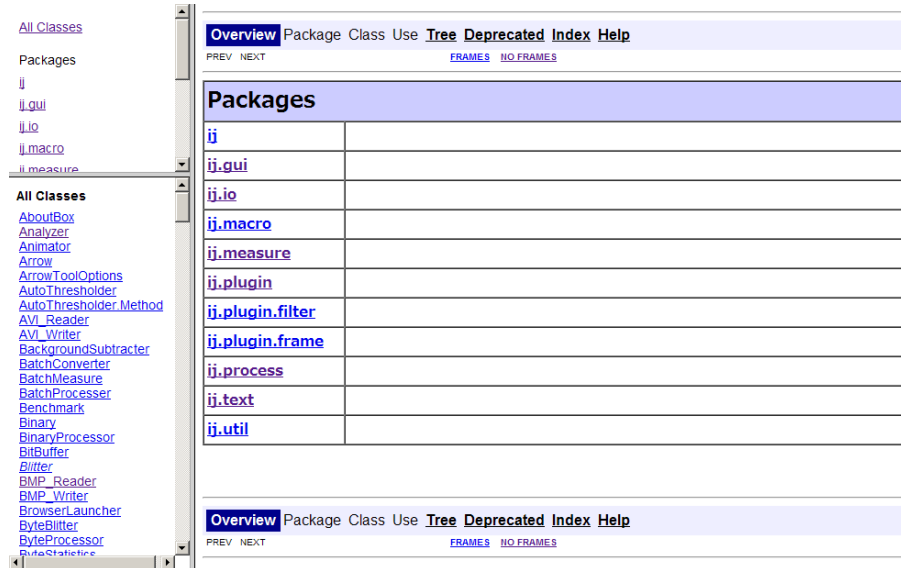 All Classes
Packages
ij
ij.gui
ij.io
ij.macro
ij.measure
All Classes
AboutBox
Analyzer
Animator
Arrow
ArrowToolOptions
AutoThresholder
AutoThresholder.Method
AVI_Reader
AVI_Writer
BackgroundSubtracter
BatchConverter
BatchMeasure
BatchProcesser
Benchmark
Binary
BinaryProcessor
BitBuffer
Blitter
BMP_Reader
BMP_Writer
BrowserLauncher
ByteBlitter
ByteProcessor
ByteStatistics
Overview Package Class Use Tree Deprecated Index Help
PREV NEXT FRAMES NO FRAMES
Packages
ij
ij.gui
ij.io
ij.macro
ij.measure
ij.plugin
ij.plugin.filter
ij.plugin.frame
ij.process
ij.text
ij.util
Overview Package Class Use Tree Deprecated Index Help
PREV NEXT FRAMES NO FRAMES